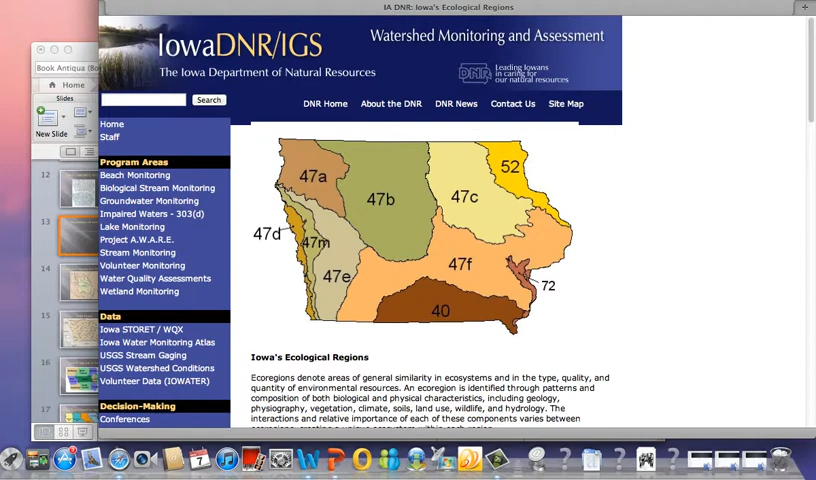 IA DNR: Iowa's Ecological Regions
IowaDNR/IGS
Watershed Monitoring and Assessment
The Iowa Department of Natural Resources
DNR
Leading Iowans
in caring for
our natural resources
Search
DNR Home
About the DNR
DNR News
Contact Us
Site Map
Book Antiqua (Bo
Home
Slides
New Slide
12
13
14
15
16
17
Home
Staff
Program Areas
Beach Monitoring
Biological Stream Monitoring
Groundwater Monitoring
Impaired Waters - 303(d)
Lake Monitoring
Project A.W.A.R.E.
Stream Monitoring
Volunteer Monitoring
Water Quality Assessments
Wetland Monitoring
Data
Iowa STORET / WQX
Iowa Water Monitoring Atlas
USGS Stream Gaging
USGS Watershed Conditions
Volunteer Data (IOWATER)
Decision-Making
Conferences
47a
47b
47c
52
47d
47m
47e
47f
72
40
Iowa's Ecological Regions
Ecoregions denote areas of general similarity in ecosystems and in the type, quality, and
quantity of environmental resources. An ecoregion is identified through patterns and
composition of both biological and physical characteristics, including geology,
physiography, vegetation, climate, soils, land use, wildlife, and hydrology. The
interactions and relative importance of each of these components varies between
7